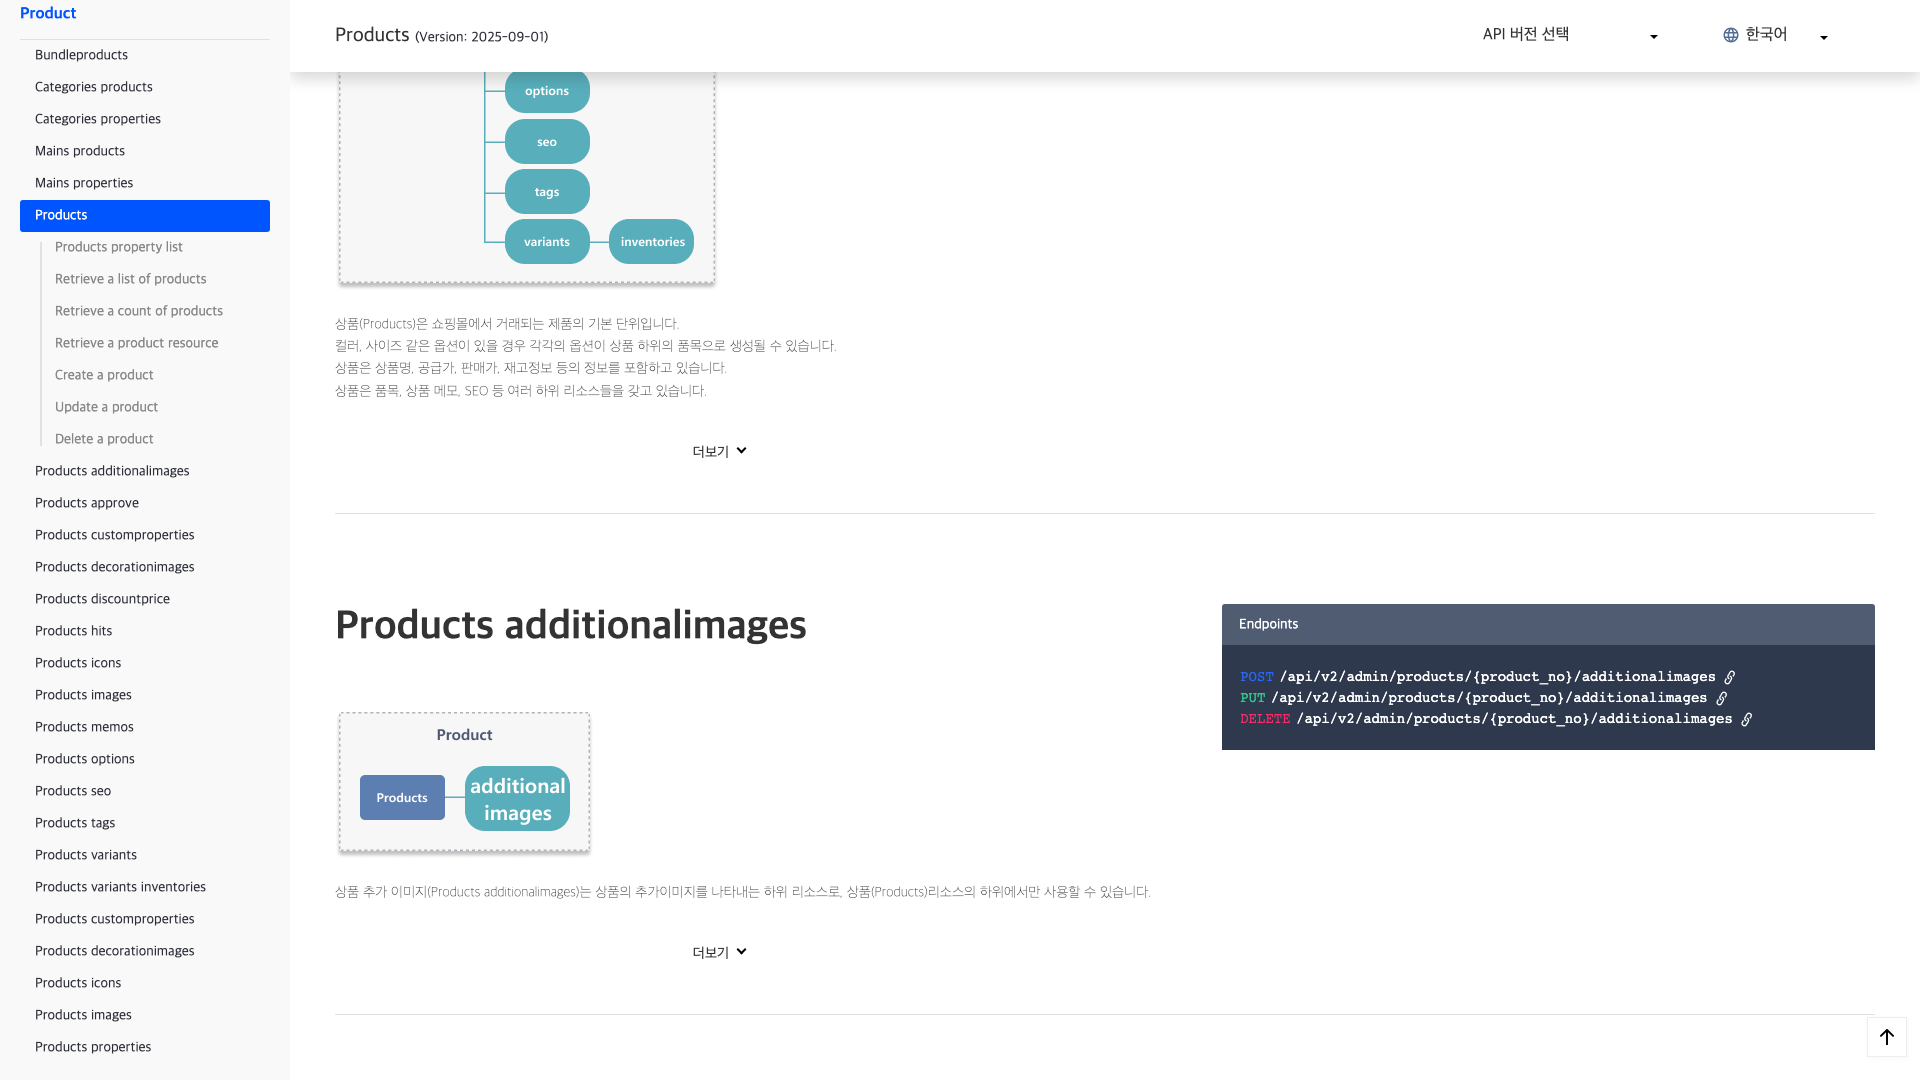 Product
Bundleproducts
Categories products
Categories properties
Mains products
Mains properties
Products
Products property list
Retrieve a list of products
Retrieve a count of products
Retrieve a product resource
Create a product
Update a product
Delete a product
Products additionalimages
Products approve
Products customproperties
Products decorationimages
Products discountprice
Products hits
Products icons
Products images
Products memos
Products options
Products seo
Products tags
Products variants
Products variants inventories
Products customproperties
Products decorationimages
Products icons
Products images
Products properties
Products (Version: 2025-09-01)
API 버전 선택
한국어
options
seo
tags
variants
inventories
상품(Products)은 쇼핑몰에서 거래되는 제품의 기본 단위입니다.
컬러, 사이즈 같은 옵션이 있을 경우 각각의 옵션이 상품 하위의 품목으로 생성될 수 있습니다.
상품은 상품명, 공급가, 판매가, 재고정보 등의 정보를 포함하고 있습니다.
상품은 품목, 상품 메모, SEO 등 여러 하위 리소스들을 갖고 있습니다.
더보기
Products additionalimages
Product
Products
additional
images
상품 추가 이미지(Products additionalimages)는 상품의 추가이미지를 나타내는 하위 리소스로, 상품(Products)리소스의 하위에서만 사용할 수 있습니다.
더보기
Endpoints
POST /api/v2/admin/products/{product_no}/additionalimages
PUT /api/v2/admin/products/{product_no}/additionalimages
DELETE /api/v2/admin/products/{product_no}/additionalimages